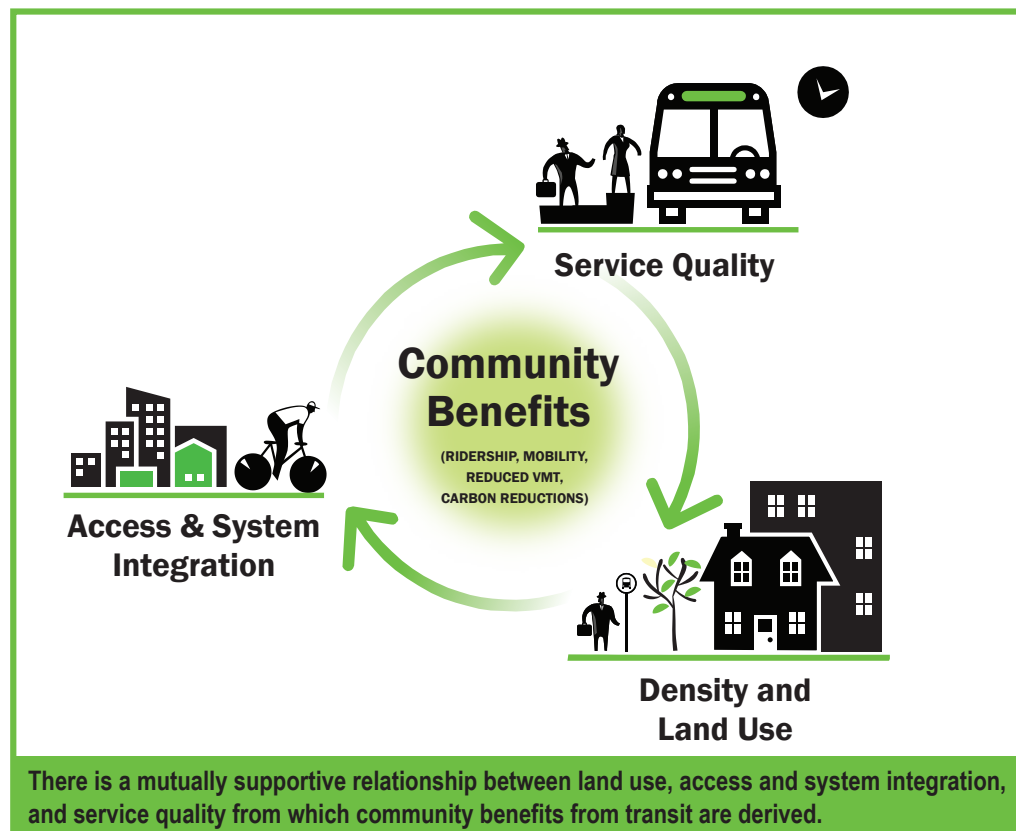 Service Quality
Community
Benefits
(RIDERSHIP, MOBILITY,
REDUCED VMT,
CARBON REDUCTIONS)
Access & System
Integration
Density and
Land Use
There is a mutually supportive relationship between land use, access and system integration,
and service quality from which community benefits from transit are derived.